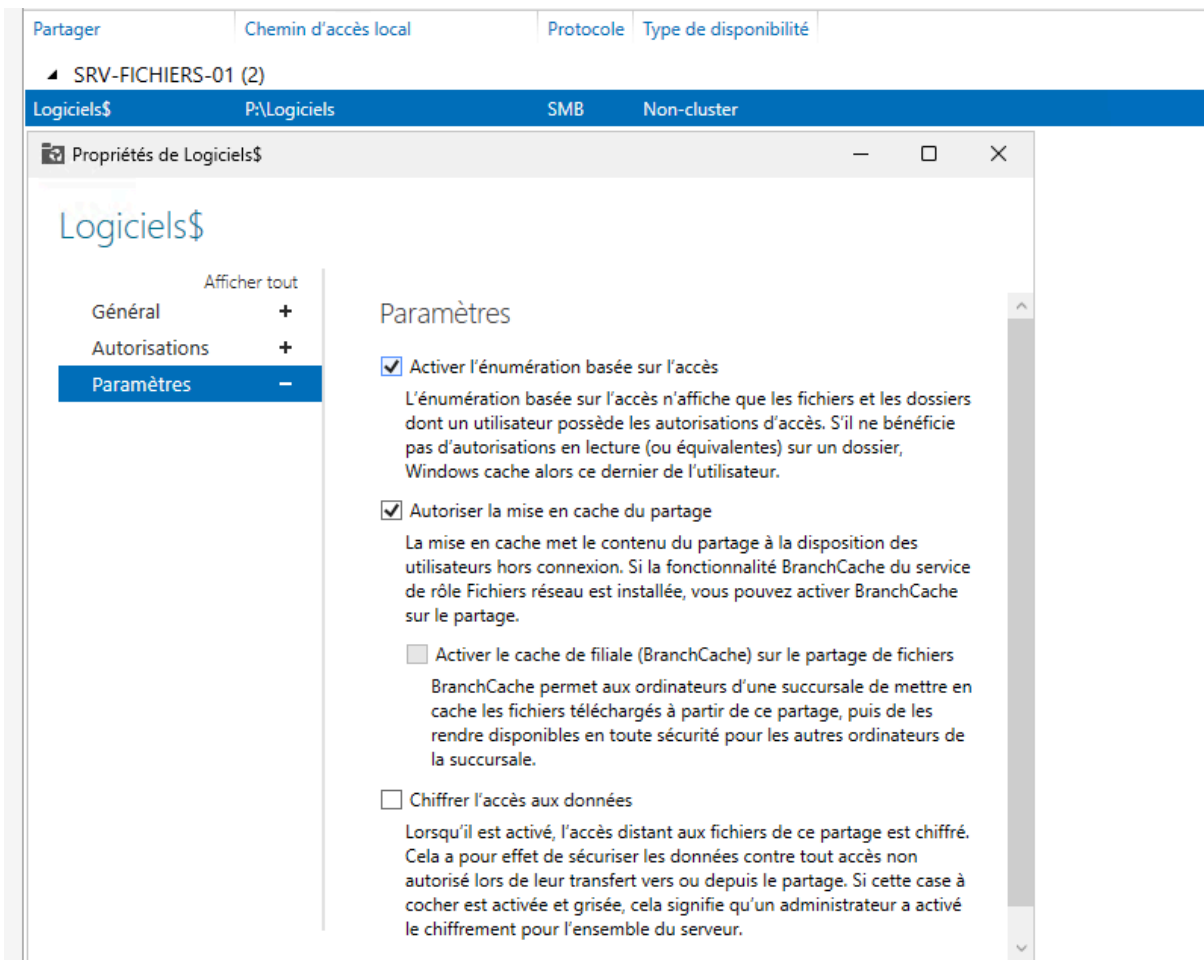 Partager Chemin d'accès local Protocole Type de disponibilité
SRV-FICHIERS-01 (2)
Logiciels$ P:\Logiciels SMB Non-cluster
Propriétés de Logiciels$
Logiciels$
Afficher tout
Général +
Autorisations +
Paramètres –
Paramètres
Activer l'énumération basée sur l'accès
L'énumération basée sur l'accès n'affiche que les fichiers et les dossiers
dont un utilisateur possède les autorisations d'accès. S'il ne bénéficie
pas d'autorisations en lecture (ou équivalentes) sur un dossier,
Windows cache alors ce dernier de l'utilisateur.
Autoriser la mise en cache du partage
La mise en cache met le contenu du partage à la disposition des
utilisateurs hors connexion. Si la fonctionnalité BranchCache du service
de rôle Fichiers réseau est installée, vous pouvez activer BranchCache
sur le partage.
Activer le cache de filiale (BranchCache) sur le partage de fichiers
BranchCache permet aux ordinateurs d'une succursale de mettre en
cache les fichiers téléchargés à partir de ce partage, puis de les
rendre disponibles en toute sécurité pour les autres ordinateurs de
la succursale.
Chiffrer l'accès aux données
Lorsqu'il est activé, l'accès distant aux fichiers de ce partage est chiffré.
Cela a pour effet de sécuriser les données contre tout accès non
autorisé lors de leur transfert vers ou depuis le partage. Si cette case à
cocher est activée et grisée, cela signifie qu'un administrateur a activé
le chiffrement pour l'ensemble du serveur.